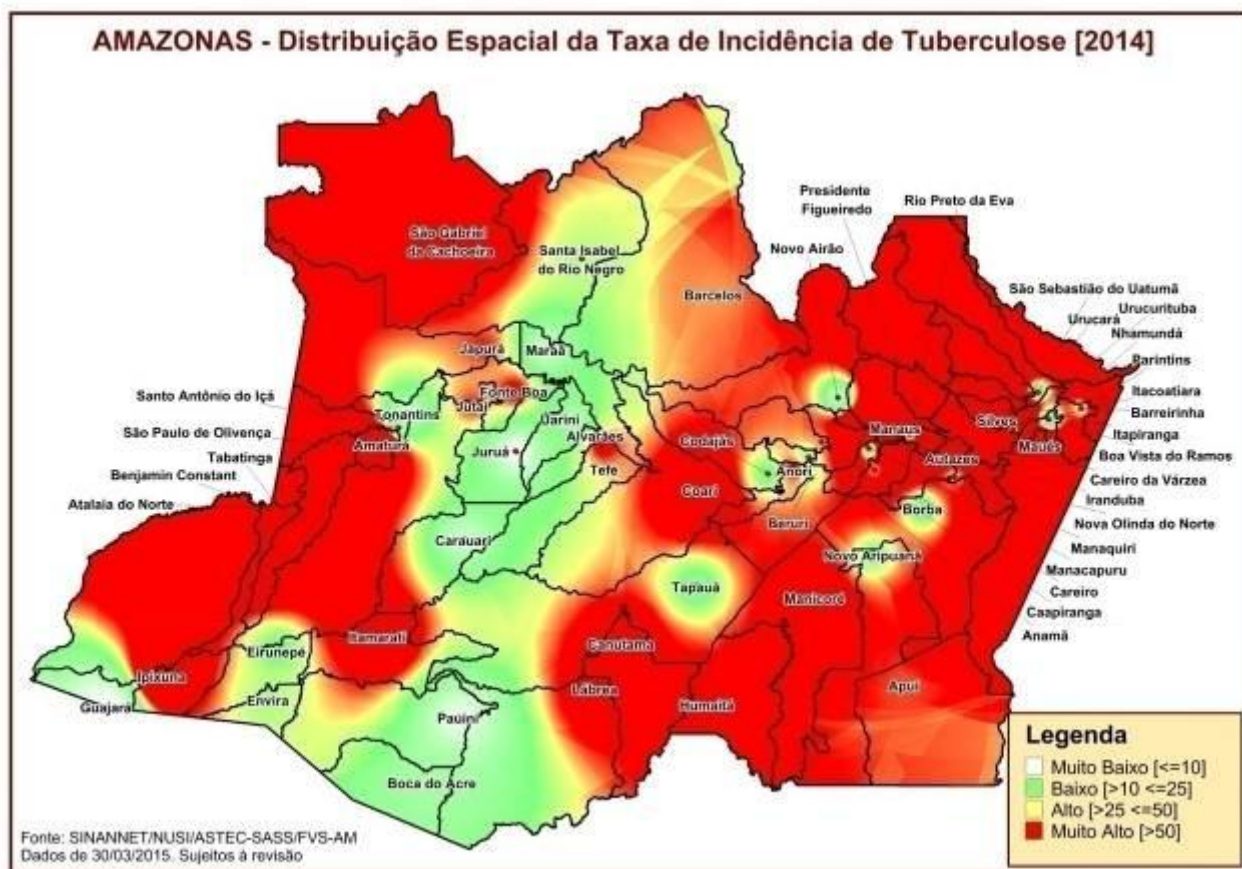 AMAZONAS - Distribuição Espacial da Taxa de Incidência de Tuberculose [2014]
Presidente
Figueiredo
Rio Preto da Eva
Novo Airão
São Gabriel
da Cachoeira
Santa Isabel
do Rio Negro
Barcelos
São Sebastião do Uatumã
Urucurituba
Urucará
Nhamundá
Parintins
Japurá
Maraã
Santo Antônio do Içá
Fonte Boa
Jutaí
Tonantins
Itacoatiara
Barreirinha
São Paulo de Olivença
Amatura
Juruá
Uarini
Alvarães
Tefe
Codajás
Anori
Manaus
Silves
Maués
Autazes
Itapiranga
Tabatinga
Boa Vista do Ramos
Benjamin Constant
Careiro da Várzea
Atalaia do Norte
Coari
Iranduba
Beruri
Borba
Nova Olinda do Norte
Carauari
Novo Aripuanã
Manaquiri
Tapauá
Manicoré
Manacapuru
Careiro
Caapiranga
Anamã
Itamarati
Canutama
Eirunepé
Ipixuna
Guajará
Envira
Lábrea
Humaitá
Apuí
Pauini
Boca do Acre
Legenda
Muito Baixo [<=10]
Baixo [>10 <=25]
Alto [>25 <=50]
Muito Alto [>50]
Fonte: SINANNET/NUSI/ASTEC-SASS/FVS-AM
Dados de 30/03/2015. Sujeitos à revisão